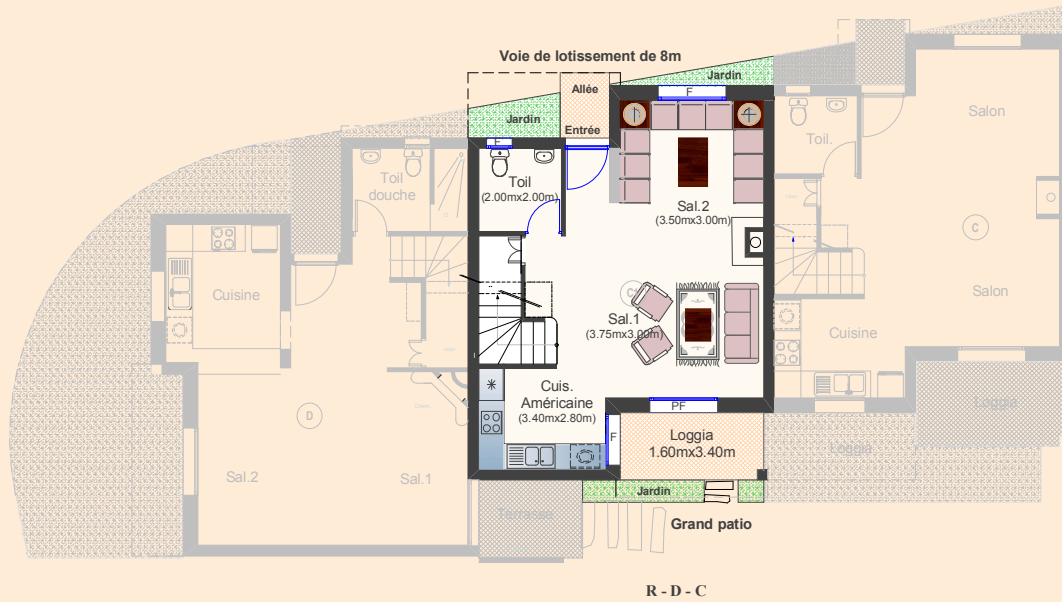 Voie de lotissement de 8m
Jardin
Allée
F
Jardin
Entrée
F
Toil
(2.00mx2.00m)
Sal.2
(3.50mx3.00m)
Sal.1
(3.75mx3.00m)
Cuis.
Américaine
(3.40mx2.80m)
PF
F
Loggia
1.60mx3.40m
Jardin
Grand patio
R - D - C
Toil
douche
Cuisine
D
Sal.2
Sal.1
Terrasse
Toil.
Salon
C
Salon
Cuisine
Loggia
Loggia